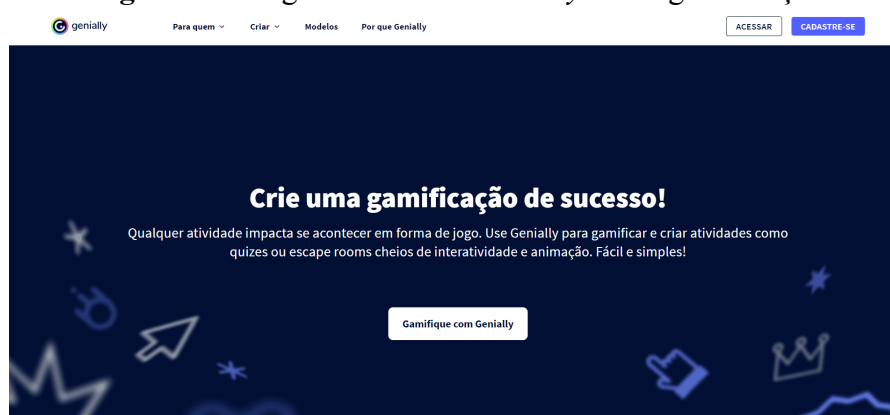 genially
Para quem
Criar
Modelos
Por que Genially
ACESSAR
CADASTRE-SE
Crie uma gamificação de sucesso!
Qualquer atividade impacta se acontecer em forma de jogo. Use Genially para gamificar e criar atividades como
quizes ou escape rooms cheios de interatividade e animação. Fácil e simples!
Gamifique com Genially